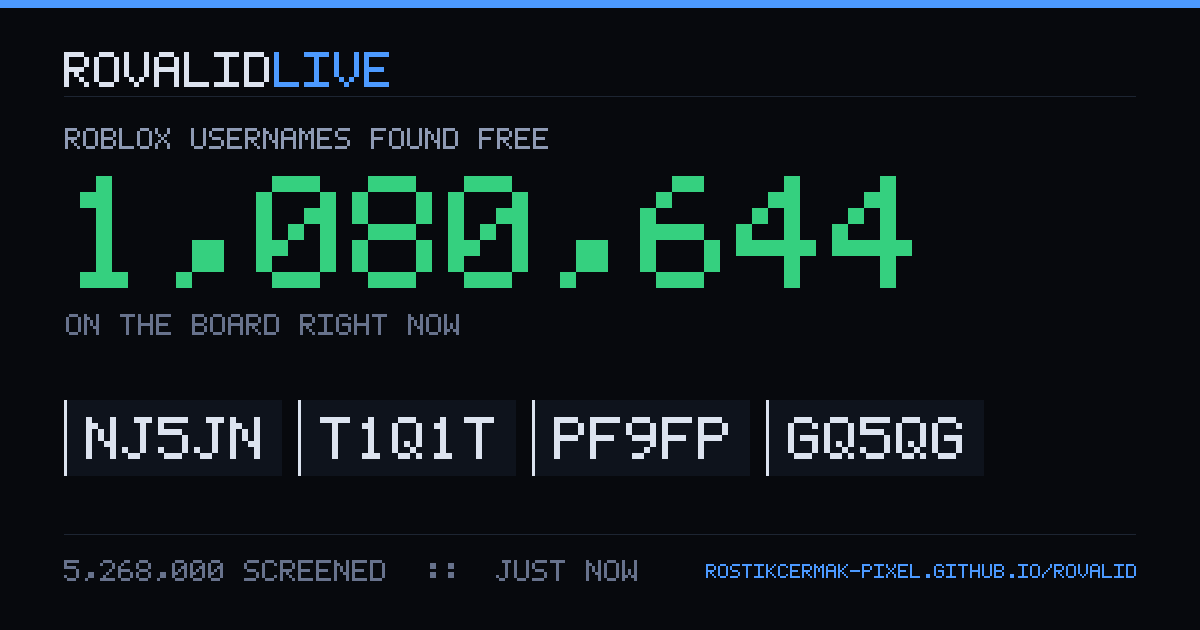 ROVALIDLIVE
ROBLOX USERNAMES FOUND FREE
1,080,644
ON THE BOARD RIGHT NOW
NJ5JN T1Q1T PF9FP GQ5QG
5,268,000 SCREENED :: JUST NOW ROSTIKCERMAK-PIXEL.GITHUB.IO/ROVALID